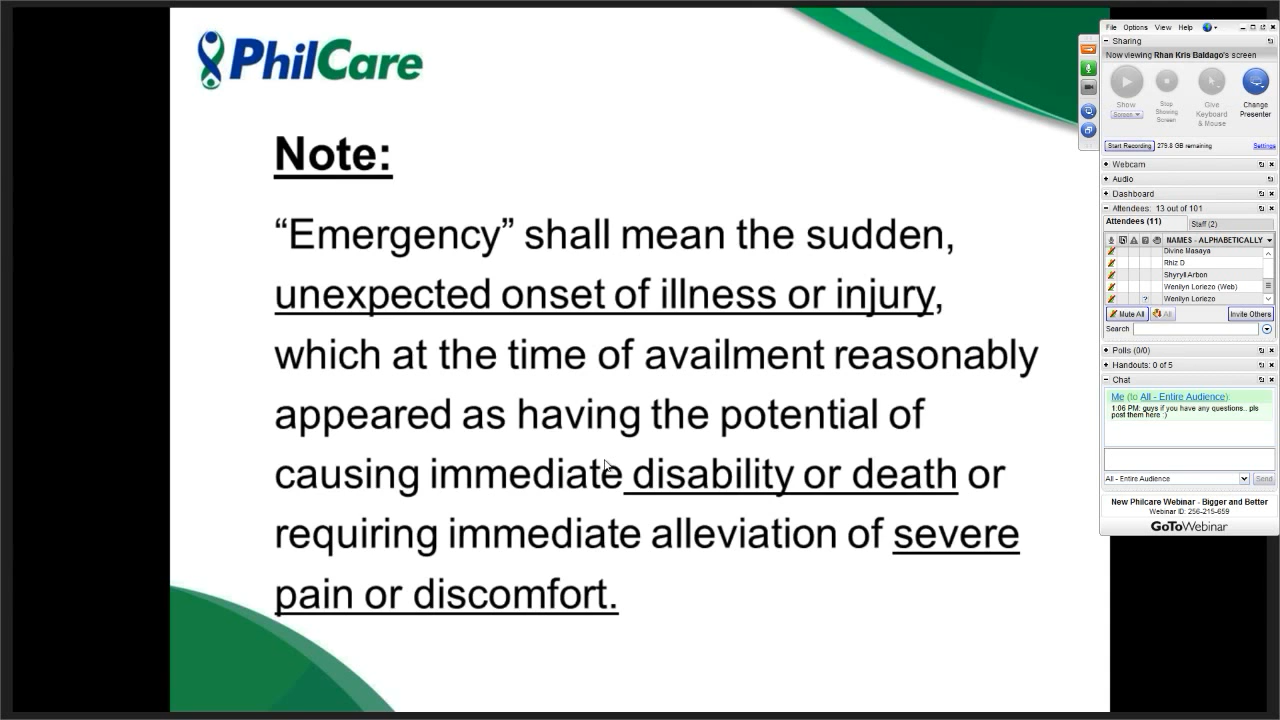 PhilCare
Note:
“Emergency” shall mean the sudden,
unexpected onset of illness or injury,
which at the time of availment reasonably
appeared as having the potential of
causing immediate disability or death or
requiring immediate alleviation of severe
pain or discomfort.
File Options View Help
Sharing
Now viewing Rhan Kris Baldago's screen
Show
Screen
Stop
Showing
Screen
Give
Keyboard
& Mouse
Change
Presenter
Start Recording 279.8 GB remaining Settings
Webcam
Audio
Dashboard
Attendees: 13 out of 101
Attendees (11) Staff (2)
NAMES - ALPHABETICALLY
Divine Masaya
Rhiz D
Shyryll Arbon
Wenilyn Loriezo (Web)
? Wenilyn Loriezo
Mute All All Invite Others
Search
Polls (0/0)
Handouts: 0 of 5
Chat
Me (to All - Entire Audience):
1:06 PM: guys if you have any questions.. pls
post them here :)
All - Entire Audience Send
New Philcare Webinar - Bigger and Better
Webinar ID: 256-215-659
GoToWebinar